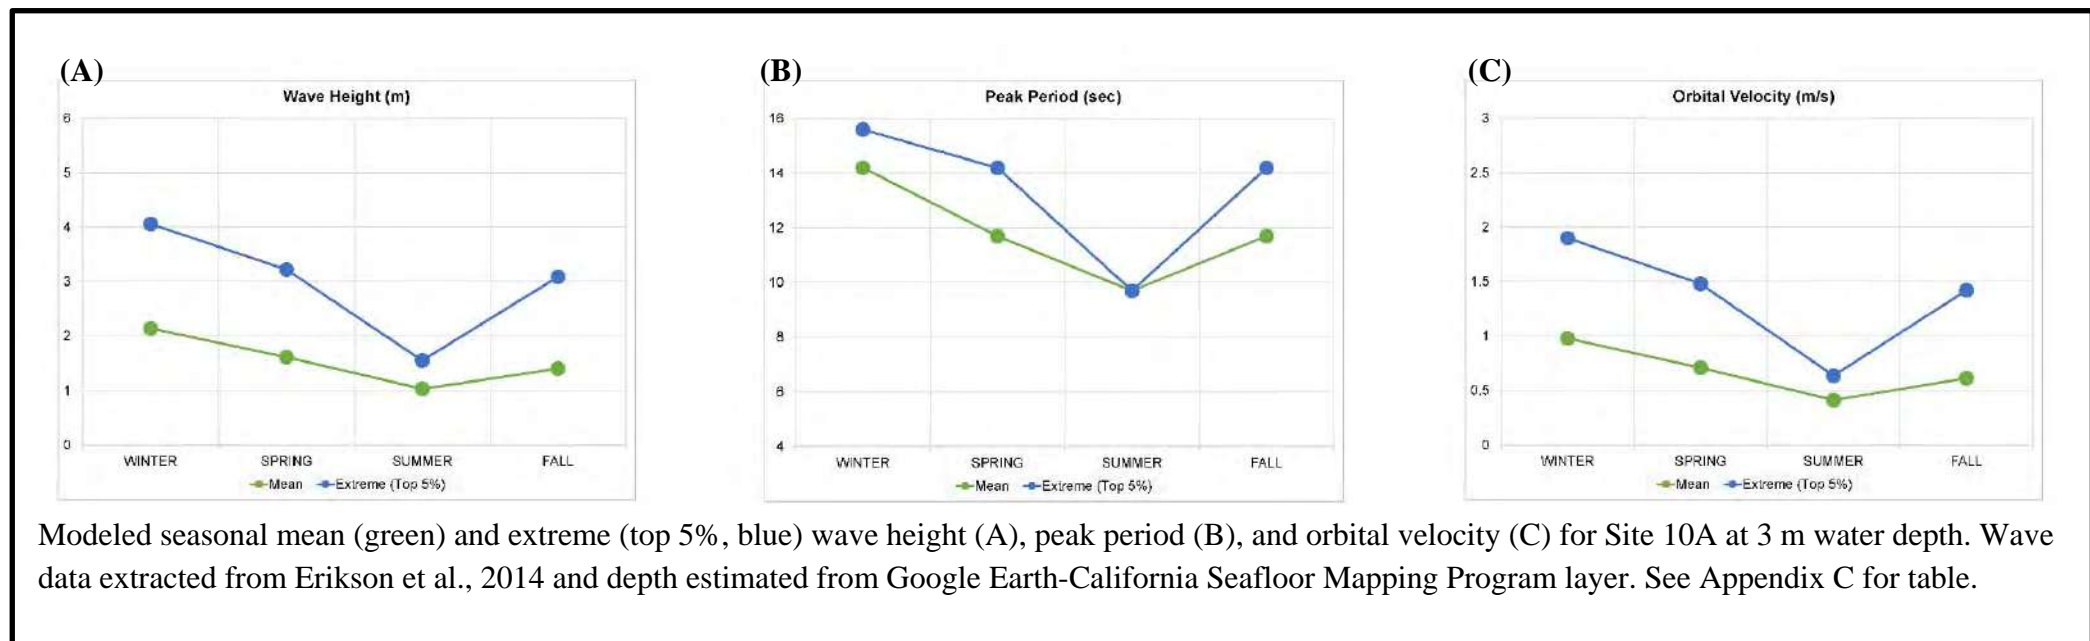 (A)
Wave Height (m)
6
5
4
3
2
1
0
WINTER SPRING SUMMER FALL
Mean Extreme (Top 5%)
(B)
Peak Period (sec)
16
14
12
10
8
6
4
WINTER SPRING SUMMER FALL
Mean Extreme (Top 5%)
(C)
Orbital Velocity (m/s)
3
2.5
2
1.5
1
0.5
0
WINTER SPRING SUMMER FALL
Mean Extreme (Top 5%)
Modeled seasonal mean (green) and extreme (top 5%, blue) wave height (A), peak period (B), and orbital velocity (C) for Site 10A at 3 m water depth. Wave
data extracted from Erikson et al., 2014 and depth estimated from Google Earth-California Seafloor Mapping Program layer. See Appendix C for table.